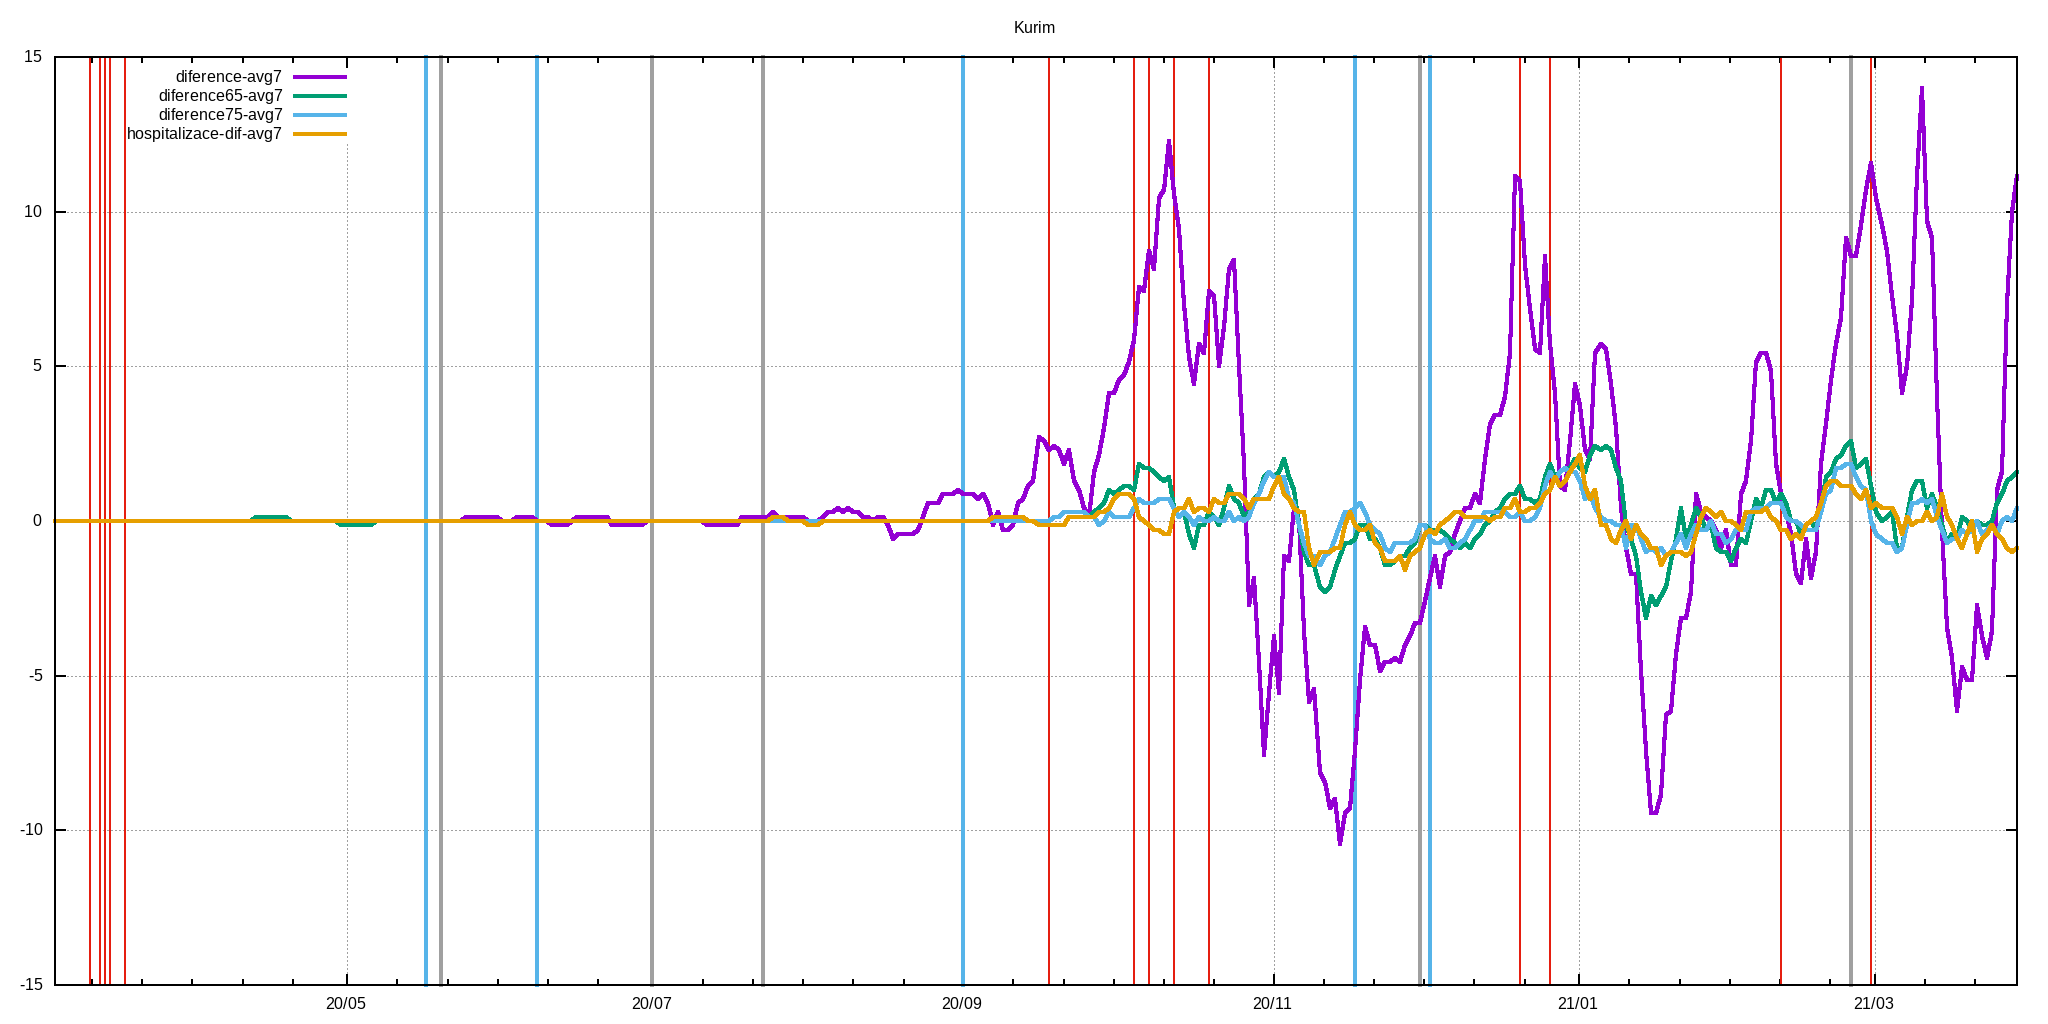 Kurim
15
diference-avg7
diference65-avg7
diference75-avg7
hospitalizace-dif-avg7
10
5
0
-5
-10
-15
20/05
20/07
20/09
20/11
21/01
21/03